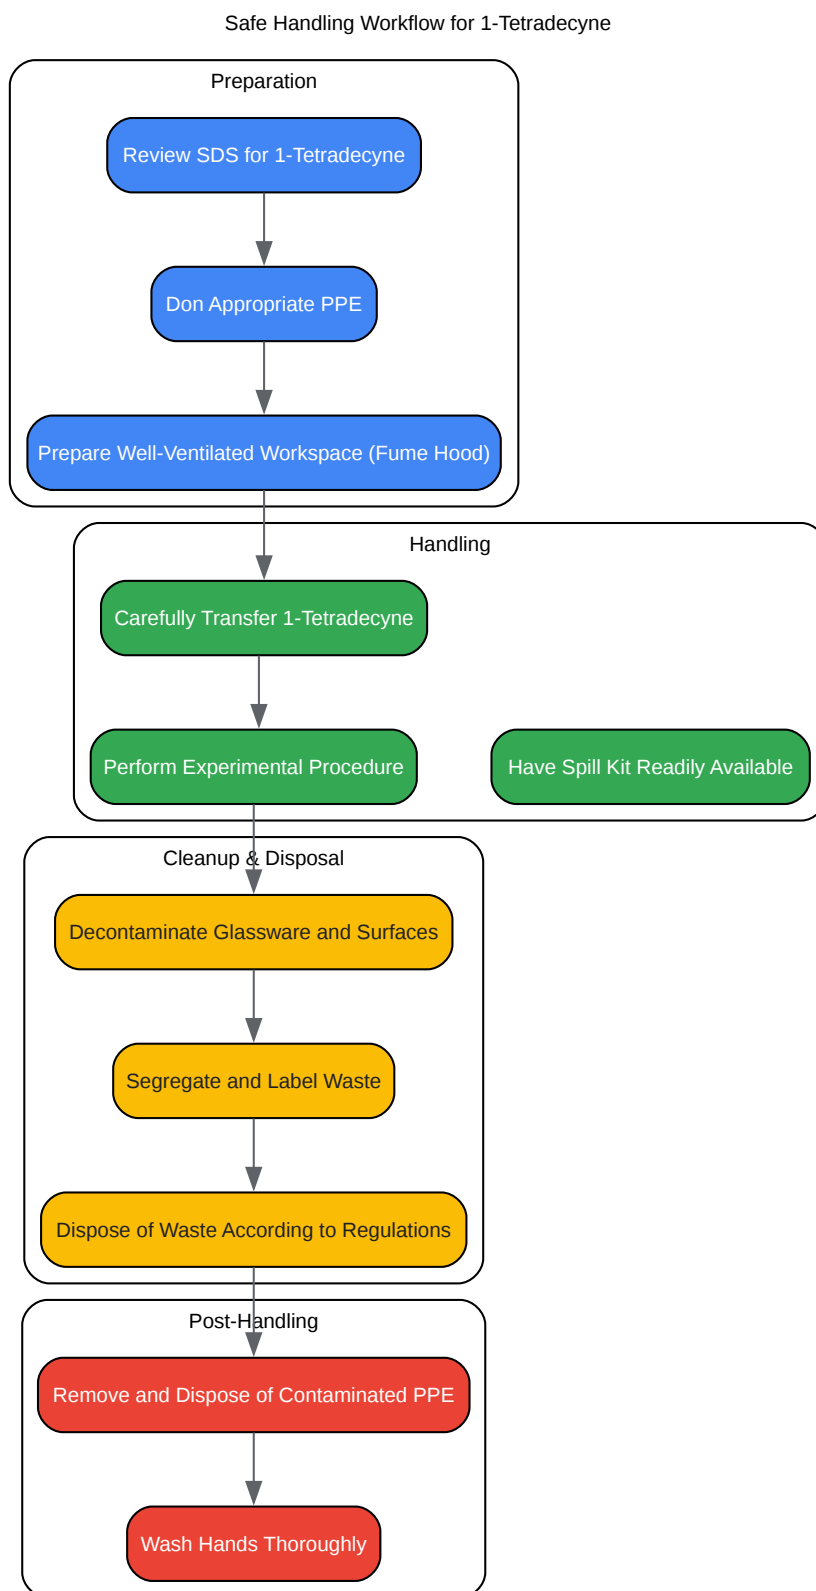 Safe Handling Workflow for 1-Tetradecyne
Preparation
Review SDS for 1-Tetradecyne
Don Appropriate PPE
Prepare Well-Ventilated Workspace (Fume Hood)
Handling
Carefully Transfer 1-Tetradecyne
Perform Experimental Procedure
Have Spill Kit Readily Available
Cleanup & Disposal
Decontaminate Glassware and Surfaces
Segregate and Label Waste
Dispose of Waste According to Regulations
Post-Handling
Remove and Dispose of Contaminated PPE
Wash Hands Thoroughly